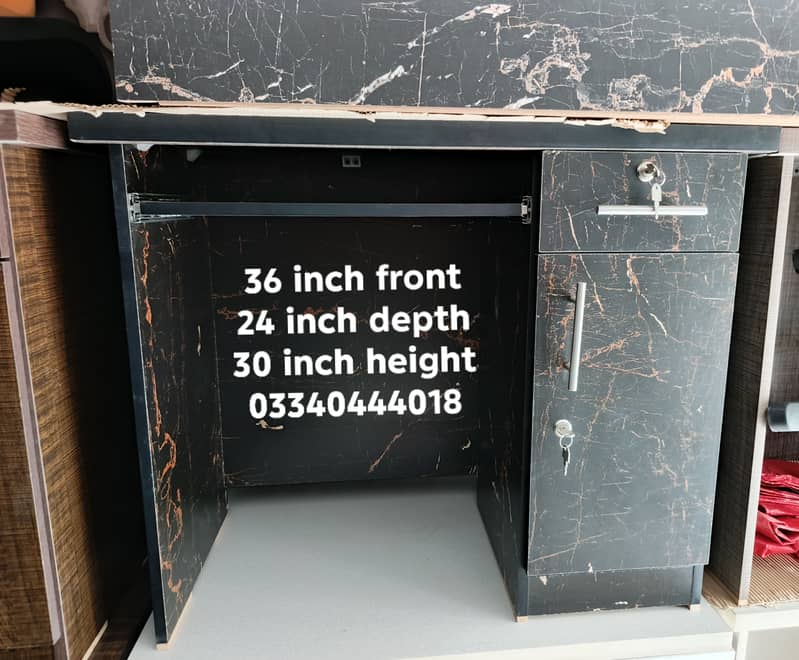 36 inch front
24 inch depth
30 inch height
03340444018